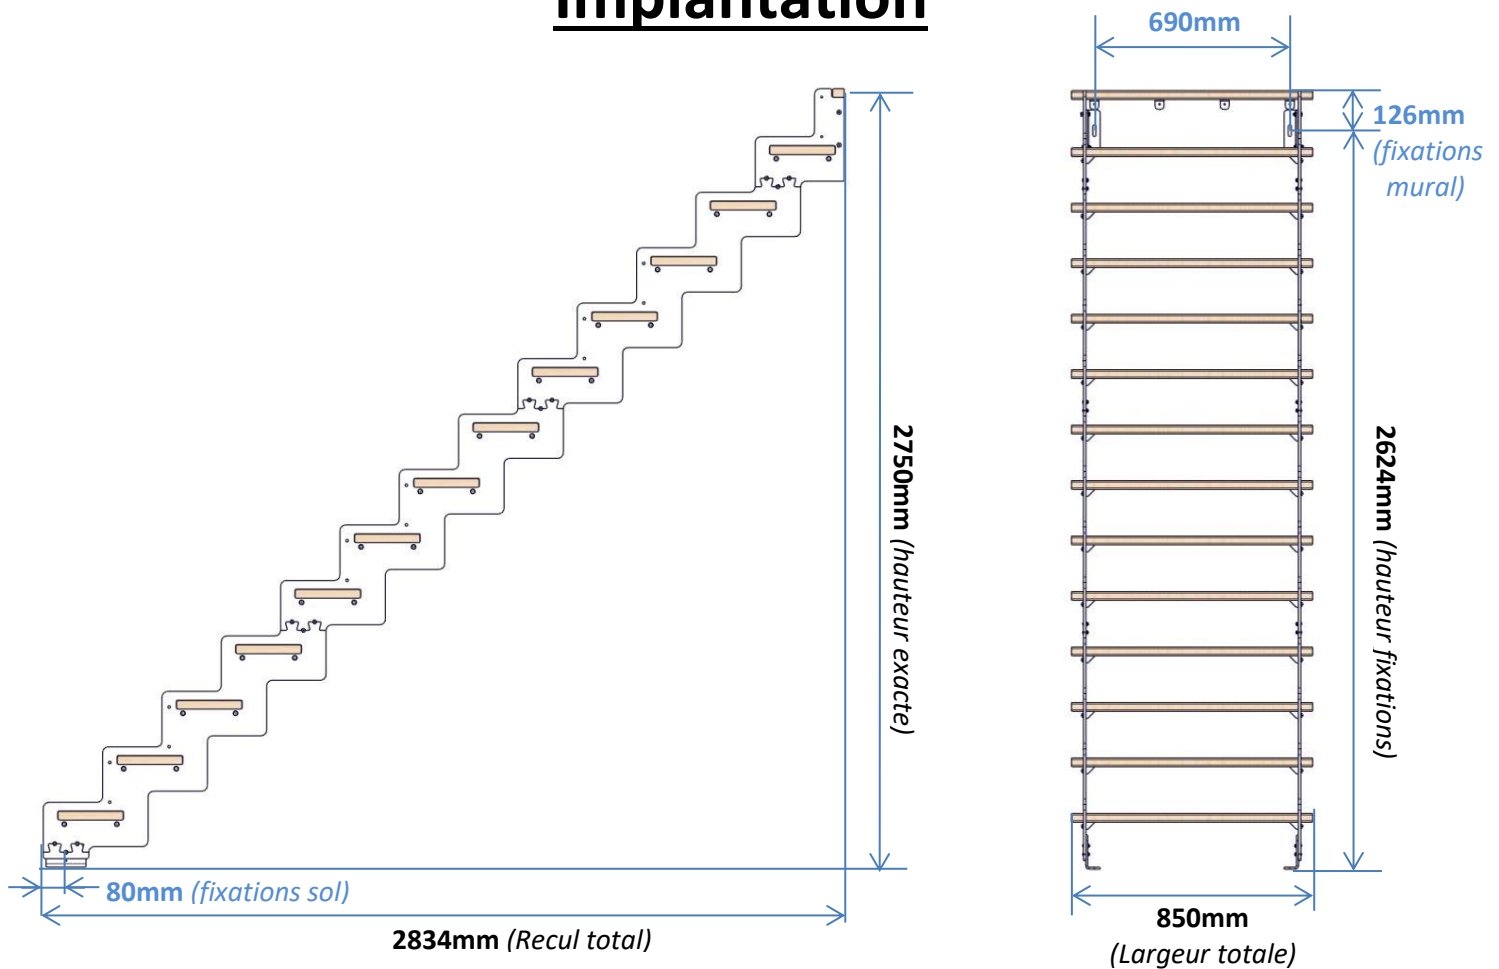 Implantation
690mm
126mm
(fixations
mural)
2750mm (hauteur exacte)
2624mm (hauteur fixations)
80mm (fixations sol)
2834mm (Recul total)
850mm
(Largeur totale)